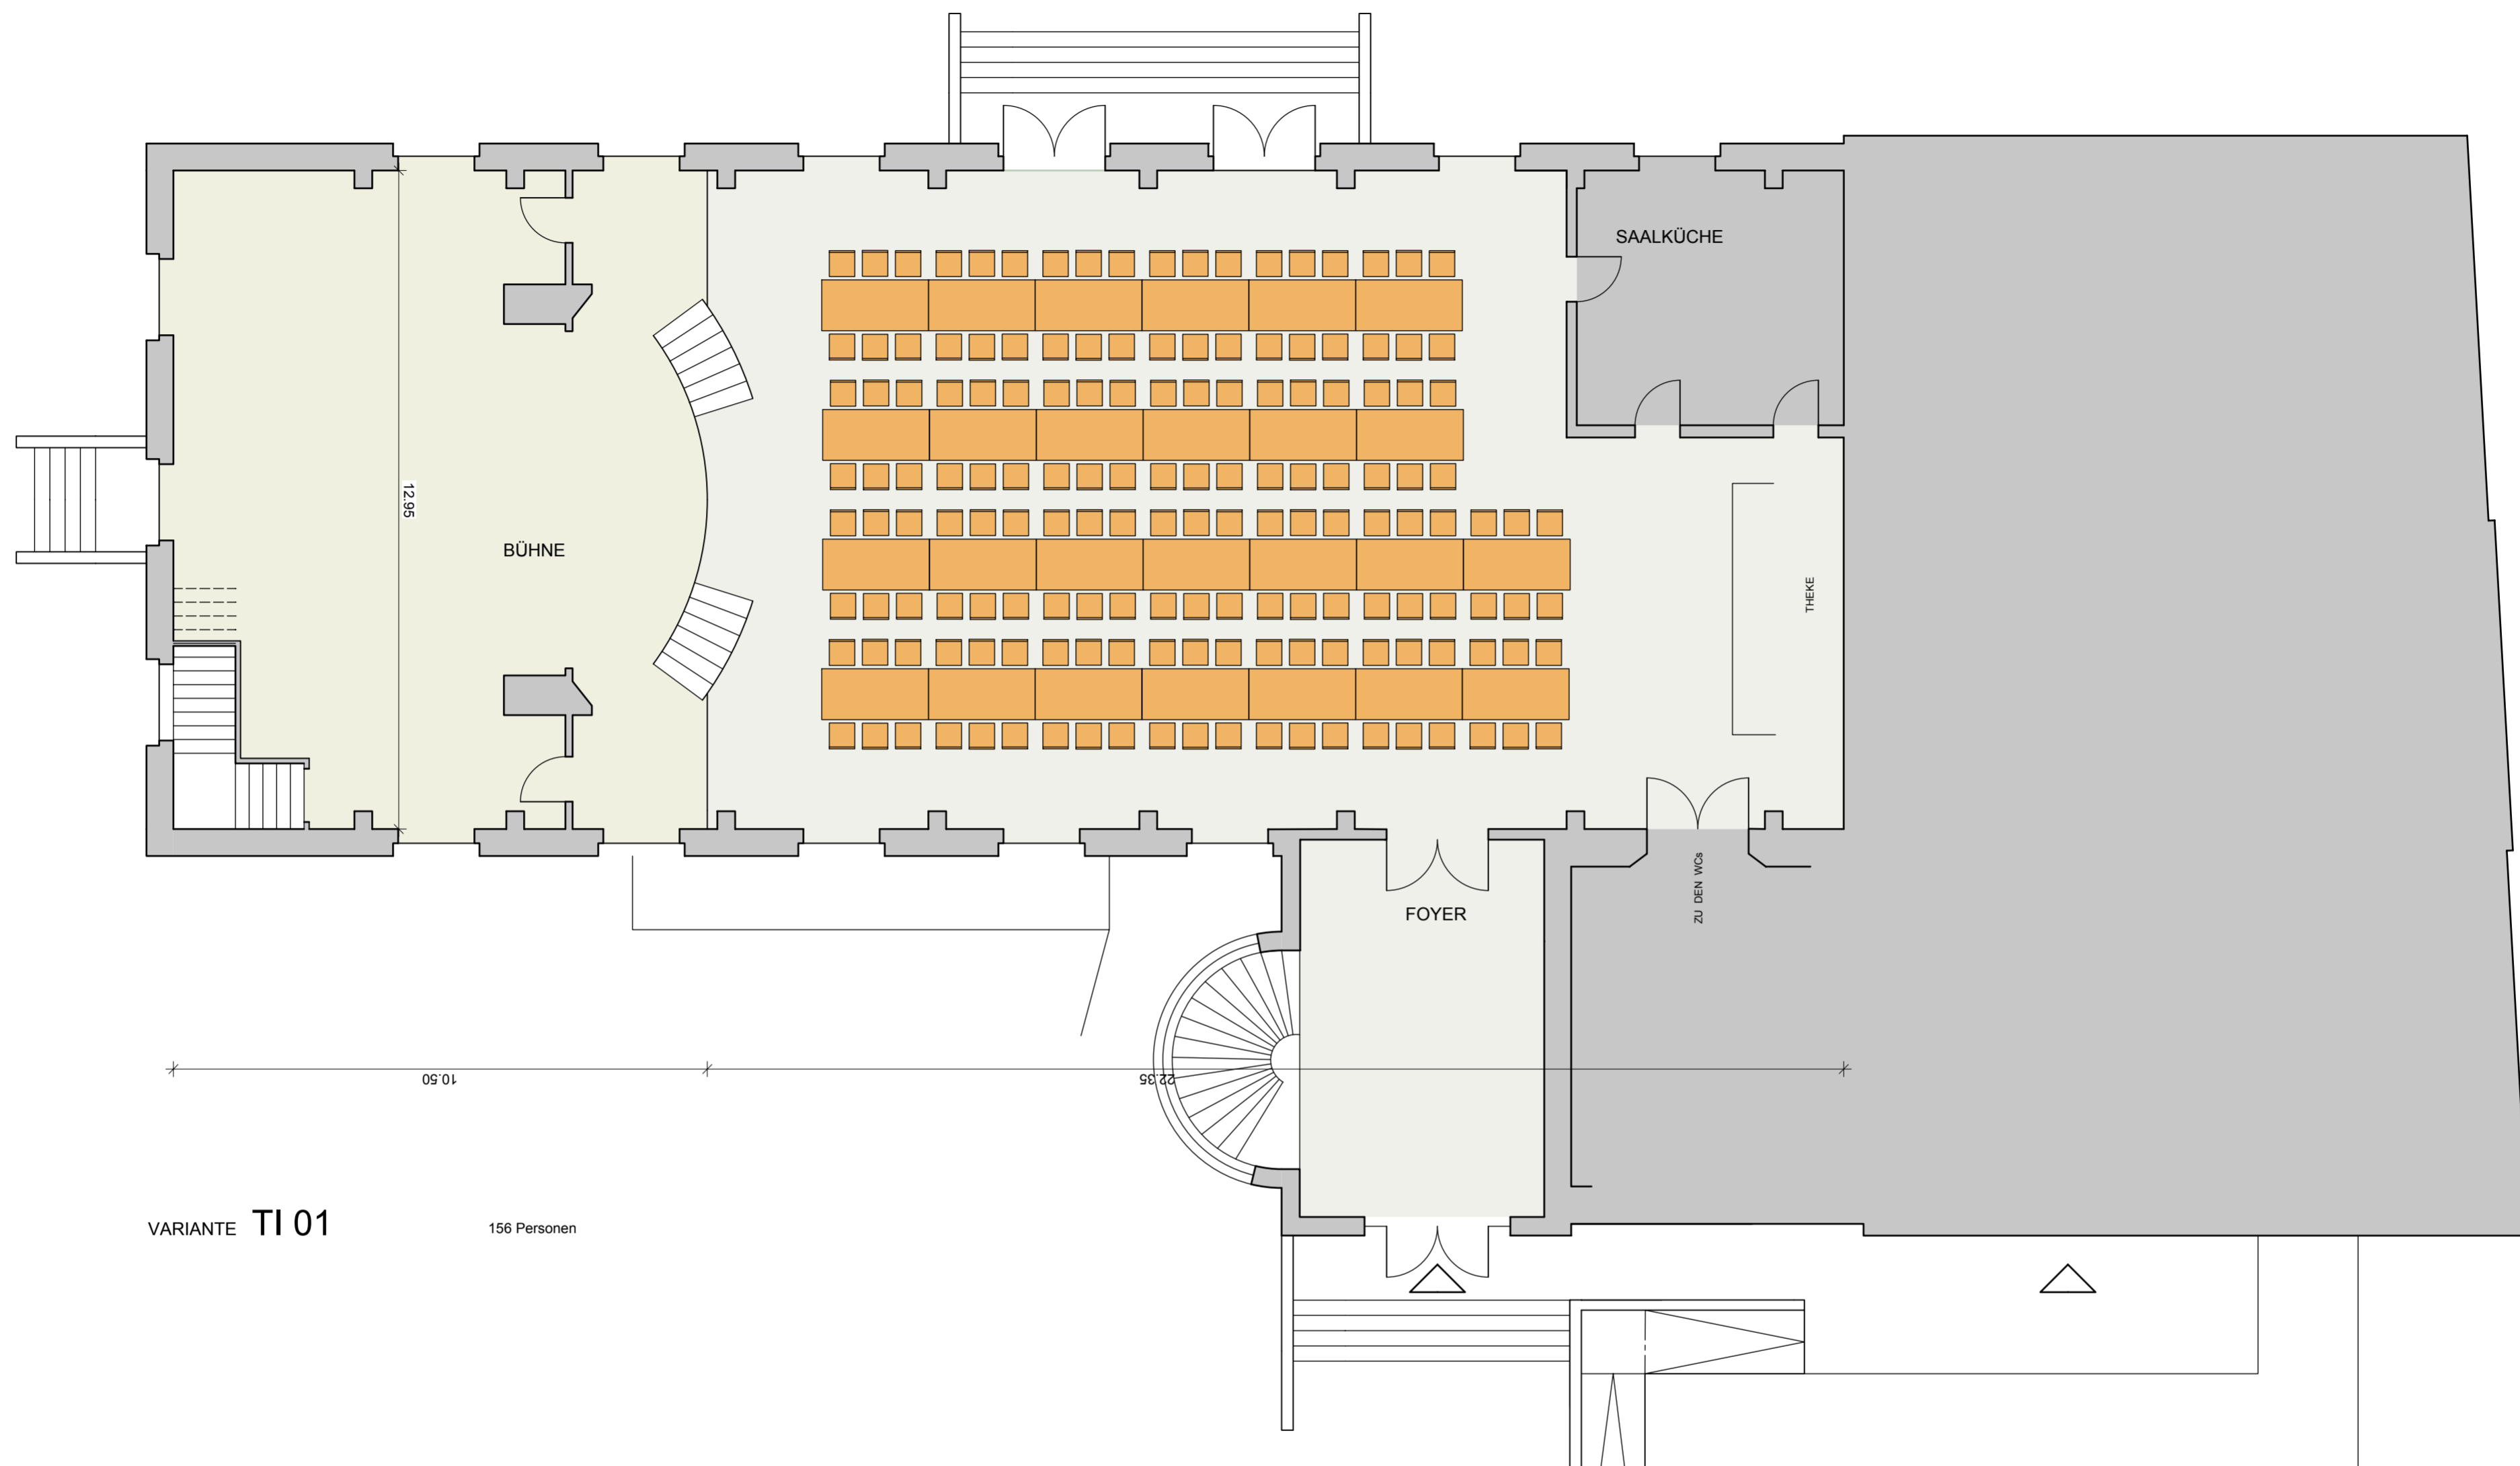 SAALKÜCHE
12.95
BÜHNE
THEKE
ZU DEN WCs
FOYER
10.50
22.35
VARIANTE TI 01
156 Personen